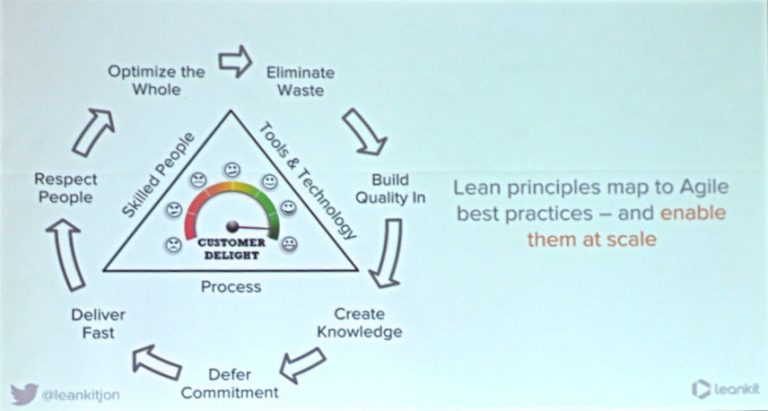 Optimize the
Whole
Eliminate
Waste
Build
Quality In
Create
Knowledge
Defer
Commitment
Deliver
Fast
Respect
People
Skilled People
Tools & Technology
Process
CUSTOMER
DELIGHT
Lean principles map to Agile
best practices – and enable
them at scale
@leankitjon
leankit